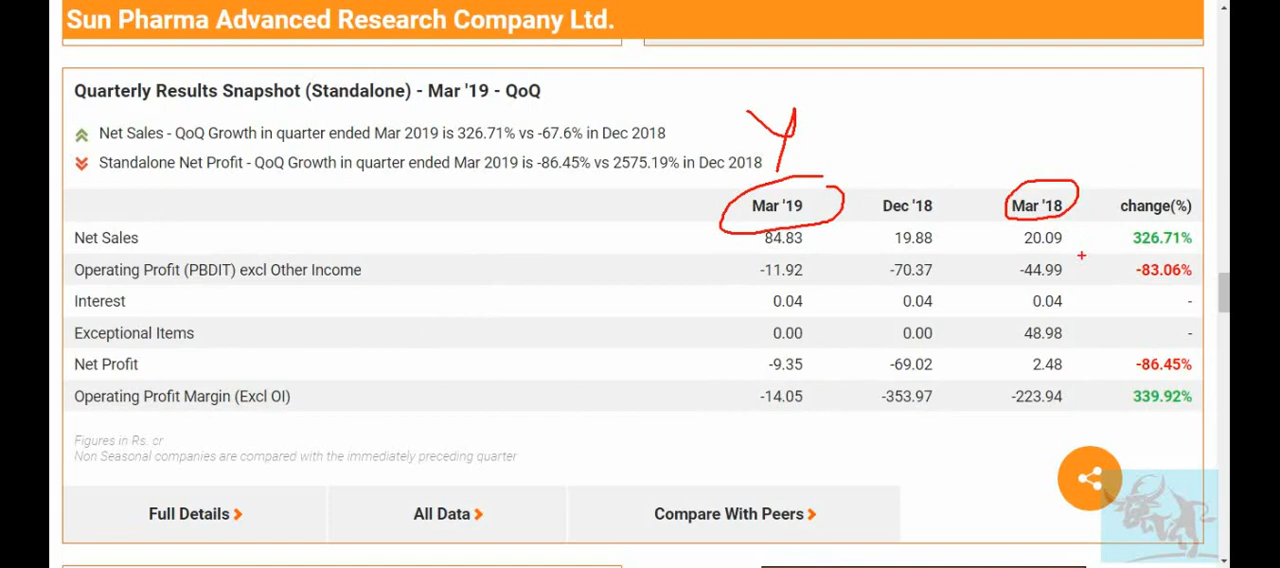 Sun Pharma Advanced Research Company Ltd.
Quarterly Results Snapshot (Standalone) - Mar '19 - QoQ
Net Sales - QoQ Growth in quarter ended Mar 2019 is 326.71% vs -67.6% in Dec 2018
Standalone Net Profit - QoQ Growth in quarter ended Mar 2019 is -86.45% vs 2575.19% in Dec 2018
Y
Mar '19 Dec '18 Mar '18 change(%)
Net Sales 84.83 19.88 20.09 326.71%
Operating Profit (PBDIT) excl Other Income -11.92 -70.37 -44.99 -83.06%
Interest 0.04 0.04 0.04 -
Exceptional Items 0.00 0.00 48.98 -
Net Profit -9.35 -69.02 2.48 -86.45%
Operating Profit Margin (Excl OI) -14.05 -353.97 -223.94 339.92%
Figures in Rs. cr
Non Seasonal companies are compared with the immediately preceding quarter
Full Details All Data Compare With Peers